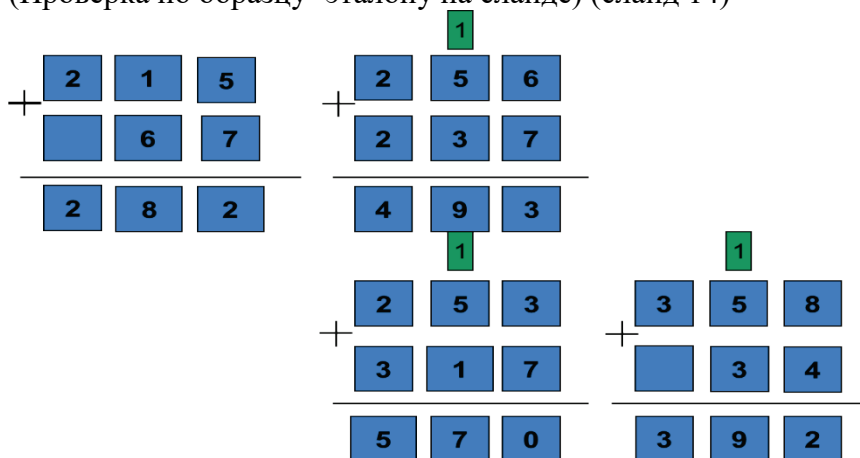 (Проверка по образцу- эталону на слайде) (слайд 14)
1
2 1 5 2 5 6
+ +
6 7 2 3 7
2 8 2 4 9 3
1 1
2 5 3 3 5 8
+ +
3 1 7 3 4
5 7 0 3 9 2